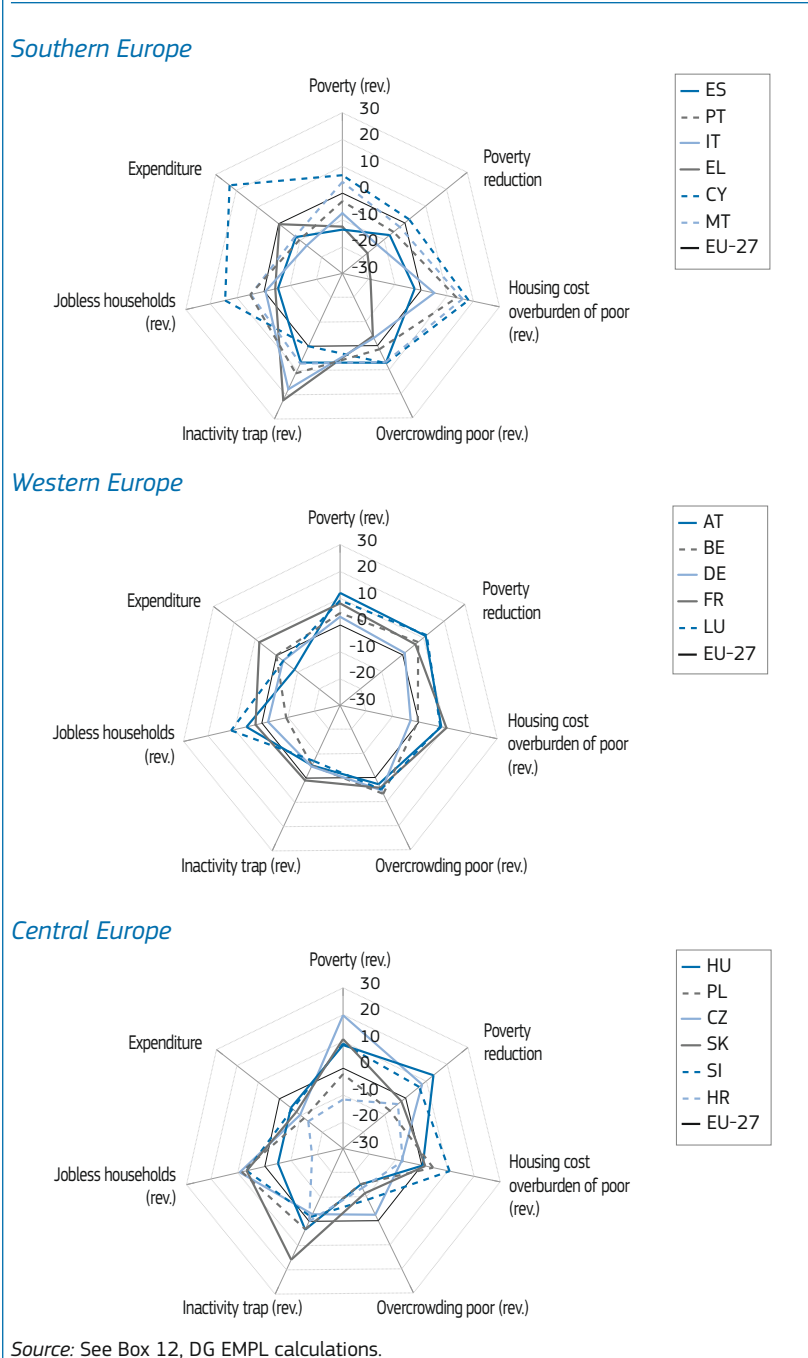 Southern Europe
Poverty (rev.)
30
20
10
0
-10
-20
-30
Poverty
reduction
Housing cost
overburden of poor
(rev.)
Overcrowding poor (rev.)
Inactivity trap (rev.)
Jobless households
(rev.)
Expenditure
ES
PT
IT
EL
CY
MT
EU-27
Western Europe
Poverty (rev.)
30
20
10
0
-10
-20
-30
Poverty
reduction
Housing cost
overburden of poor
(rev.)
Overcrowding poor (rev.)
Inactivity trap (rev.)
Jobless households
(rev.)
Expenditure
AT
BE
DE
FR
LU
EU-27
Central Europe
Poverty (rev.)
30
20
10
0
-10
-20
-30
Poverty
reduction
Housing cost
overburden of poor
(rev.)
Overcrowding poor (rev.)
Inactivity trap (rev.)
Jobless households
(rev.)
Expenditure
HU
PL
CZ
SK
SI
HR
EU-27
Source: See Box 12, DG EMPL calculations.